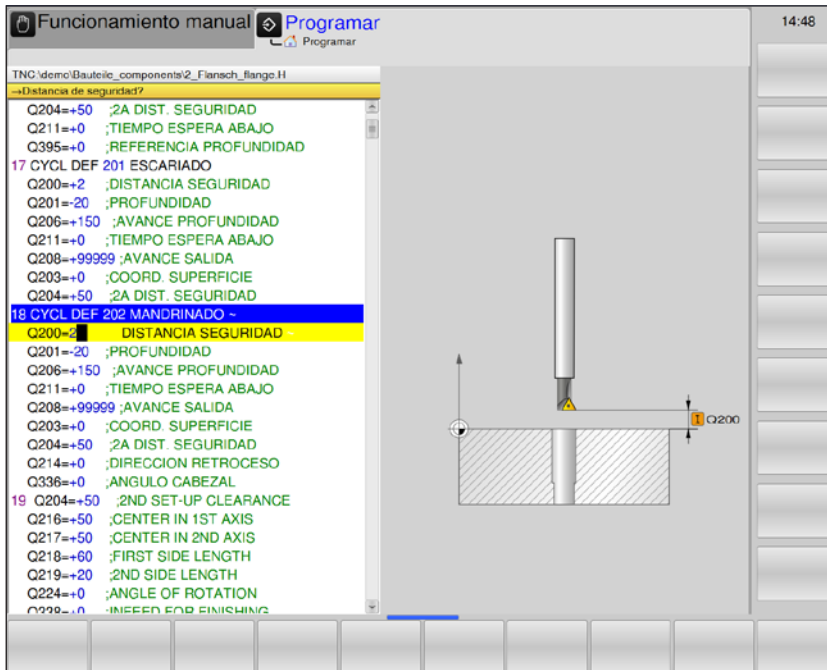 Funcionamiento manual
Programar
Programar
14:48
TNC:\demo\Bauteile_components\2_Flansch_flange.H
→Distancia de seguridad?
Q204=+50 ;2A DIST. SEGURIDAD
Q211=+0 ;TIEMPO ESPERA ABAJO
Q395=+0 ;REFERENCIA PROFUNDIDAD
17 CYCL DEF 201 ESCARIADO
Q200=+2 ;DISTANCIA SEGURIDAD
Q201=-20 ;PROFUNDIDAD
Q206=+150 ;AVANCE PROFUNDIDAD
Q211=+0 ;TIEMPO ESPERA ABAJO
Q208=+99999 ;AVANCE SALIDA
Q203=+0 ;COORD. SUPERFICIE
Q204=+50 ;2A DIST. SEGURIDAD
18 CYCL DEF 202 MANDRINADO ~
Q200=2 DISTANCIA SEGURIDAD ~
Q201=-20 ;PROFUNDIDAD
Q206=+150 ;AVANCE PROFUNDIDAD
Q211=+0 ;TIEMPO ESPERA ABAJO
Q208=+99999 ;AVANCE SALIDA
Q203=+0 ;COORD. SUPERFICIE
Q204=+50 ;2A DIST. SEGURIDAD
Q214=+0 ;DIRECCION RETROCESO
Q336=+0 ;ANGULO CABEZAL
19 Q204=+50 ;2ND SET-UP CLEARANCE
Q216=+50 ;CENTER IN 1ST AXIS
Q217=+50 ;CENTER IN 2ND AXIS
Q218=+60 ;FIRST SIDE LENGTH
Q219=+20 ;2ND SIDE LENGTH
Q224=+0 ;ANGLE OF ROTATION
Q338=+0 ;INFEED FOR FINISHING
I Q200